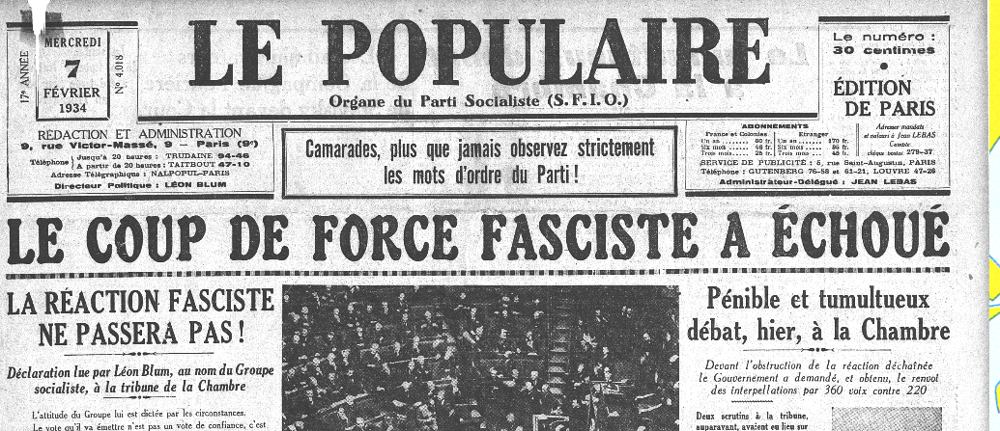 17e ANNÉE
MERCREDI
7
FÉVRIER
1934
No 4.018
LE POPULAIRE
Organe du Parti Socialiste (S.F.I.O.)
Le numéro :
30 centimes
•
ÉDITION
DE PARIS
RÉDACTION ET ADMINISTRATION
9, rue Victor-Massé, 9 – Paris (9e)
Téléphone { Jusqu'à 20 heures : TRUDAINE 94-46
A partir de 20 heures : TAITBOUT 47-10
Adresse Télégraphique : NALPOPUL-PARIS
Directeur Politique : LÉON BLUM
Camarades, plus que jamais observez strictement
les mots d'ordre du Parti !
ABONNEMENTS
France et Colonies
Un an ...... 90 fr.
Six mois ..... 48 fr.
Trois mois .... 25 fr.
Etranger
Un an ...... 170 fr.
Six mois ..... 86 fr.
Trois mois .... 45 fr.
Adresser mandats
et valeurs à Jean LEBAS
Compte
chèque postal 279-37
SERVICE DE PUBLICITÉ : 5, rue Saint-Augustin, PARIS
Téléphone : GUTENBERG 76-58 et 61-21, LOUVRE 47-26
Administrateur-Délégué : JEAN LEBAS
LE COUP DE FORCE FASCISTE A ÉCHOUÉ
LA RÉACTION FASCISTE
NE PASSERA PAS !
Déclaration lue par Léon Blum, au nom du Groupe
socialiste, à la tribune de la Chambre
L'attitude du Groupe lui est dictée par les circonstances.
Le vote qu'il va émettre n'est pas un vote de confiance, c'est
Pénible et tumultueux
débat, hier, à la Chambre
Devant l'obstruction de la réaction déchaînée
le Gouvernement a demandé, et obtenu, le renvoi
des interpellations par 360 voix contre 220
Deux scrutins à la tribune,
auparavant, avaient eu lieu sur